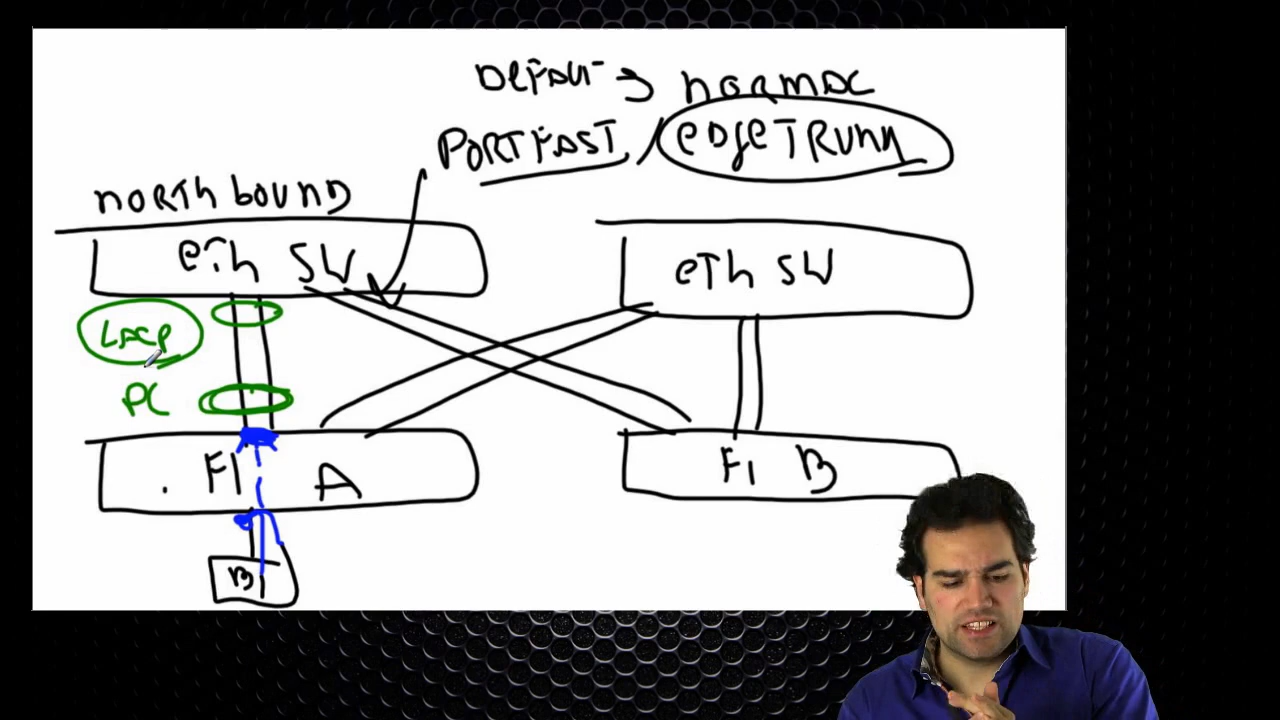 DEFAULT → NORMAL
PORTFAST / eDgeTRUNK
NORTHBOUND
eTh SW
eTh SW
LACP
PC
FI A
FI B
B1